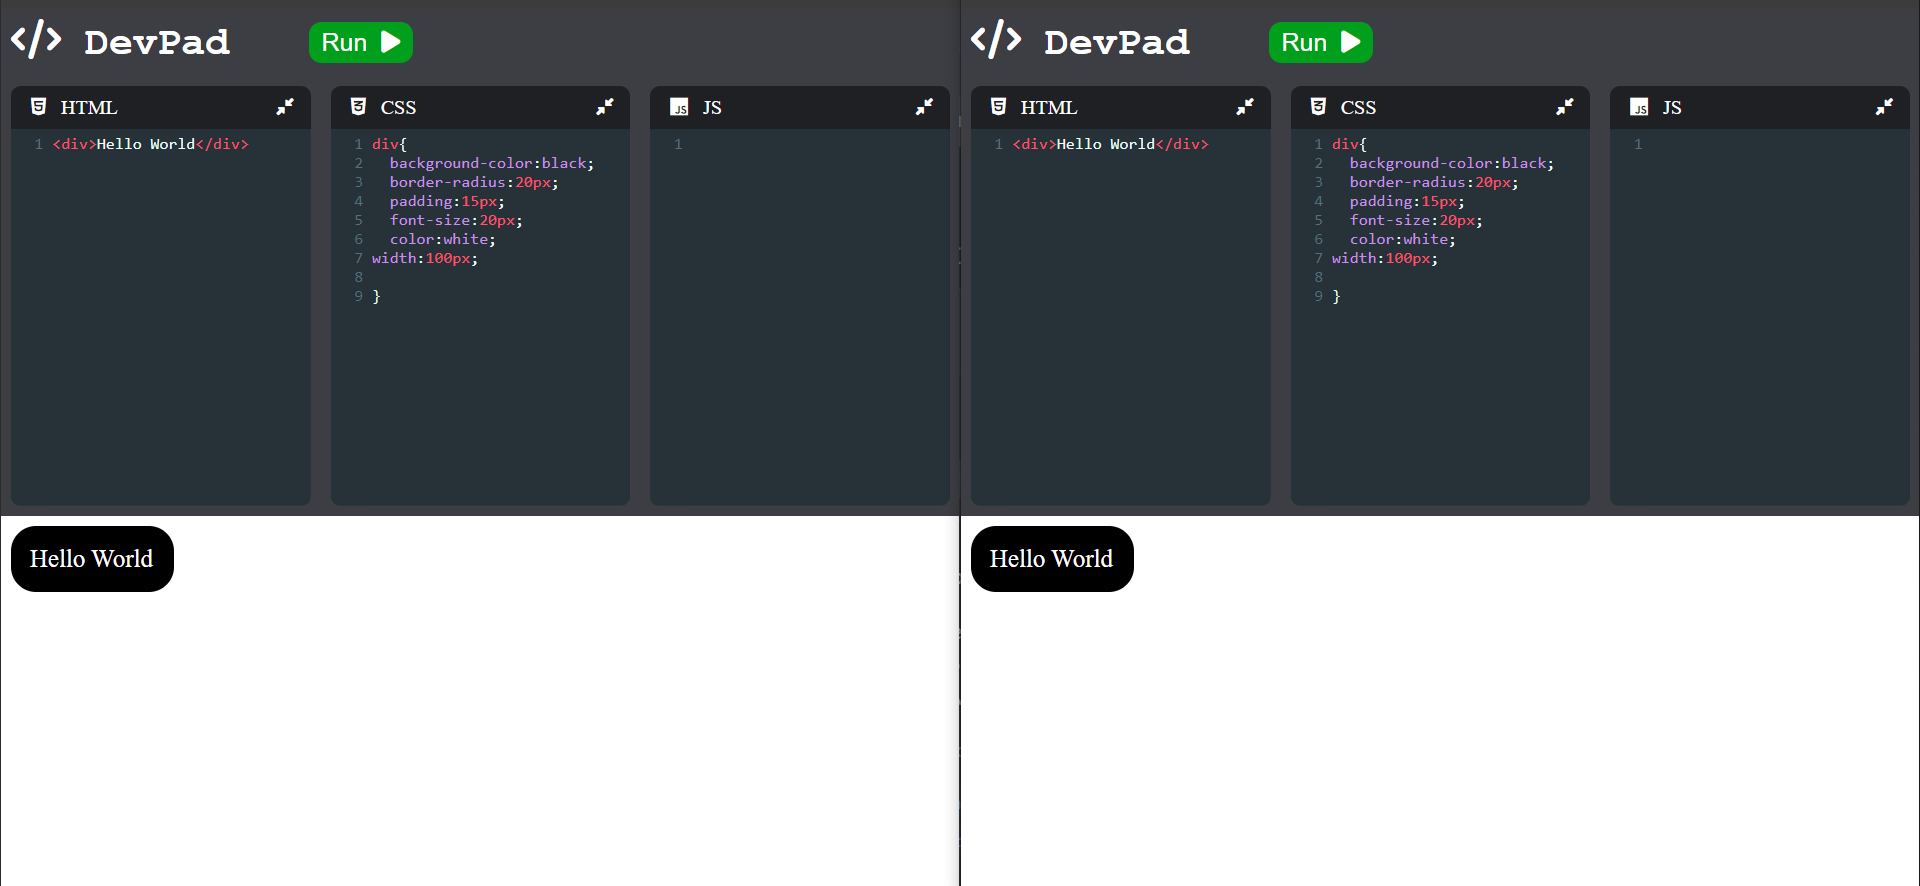 DevPad Run
HTML
1 <div>Hello World</div>
CSS
1 div{
2   background-color:black;
3   border-radius:20px;
4   padding:15px;
5   font-size:20px;
6   color:white;
7 width:100px;
8
9 }
JS
1
Hello World
DevPad Run
HTML
1 <div>Hello World</div>
CSS
1 div{
2   background-color:black;
3   border-radius:20px;
4   padding:15px;
5   font-size:20px;
6   color:white;
7 width:100px;
8
9 }
JS
1
Hello World